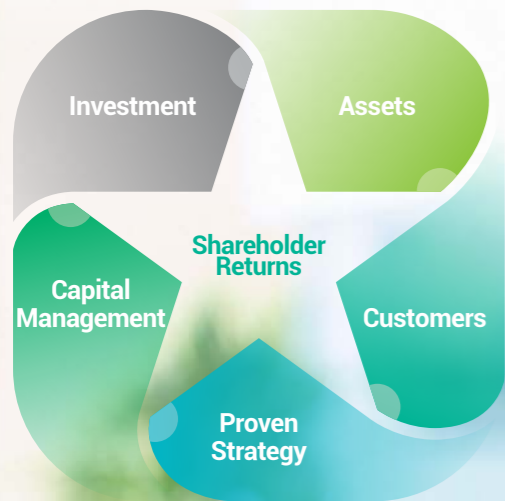 Investment
Assets
Shareholder
Returns
Capital
Management
Customers
Proven
Strategy